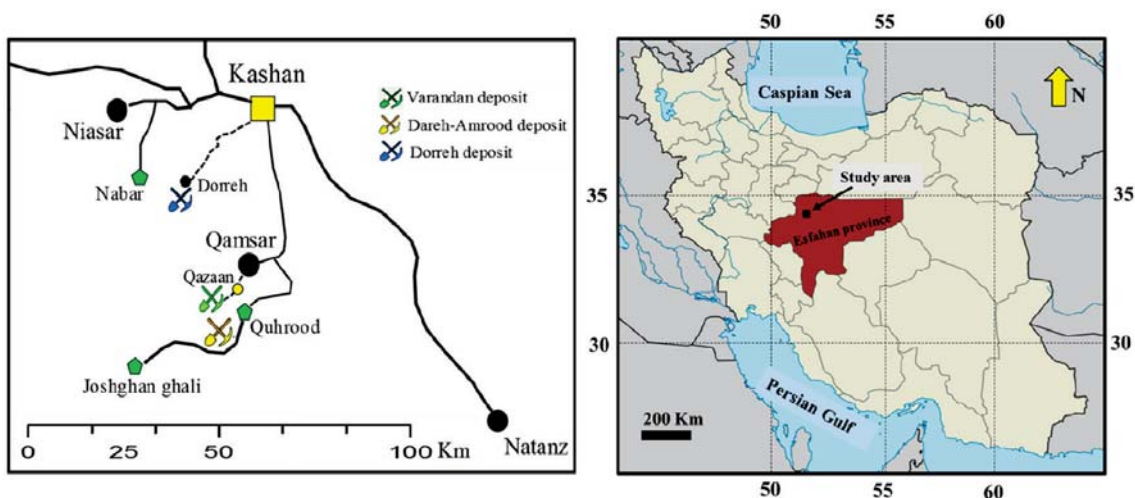 Kashan
Niasar
Nabar
Dorreh
Qamsar
Qazaan
Quhrood
Joshghan ghali
Natanz
Varandan deposit
Dareh-Amrood deposit
Dorreh deposit
0 25 50 100 Km
50 55 60
Caspian Sea
N
35 35
Study area
Esfahan province
30 30
Persian Gulf
200 Km
50 55 60